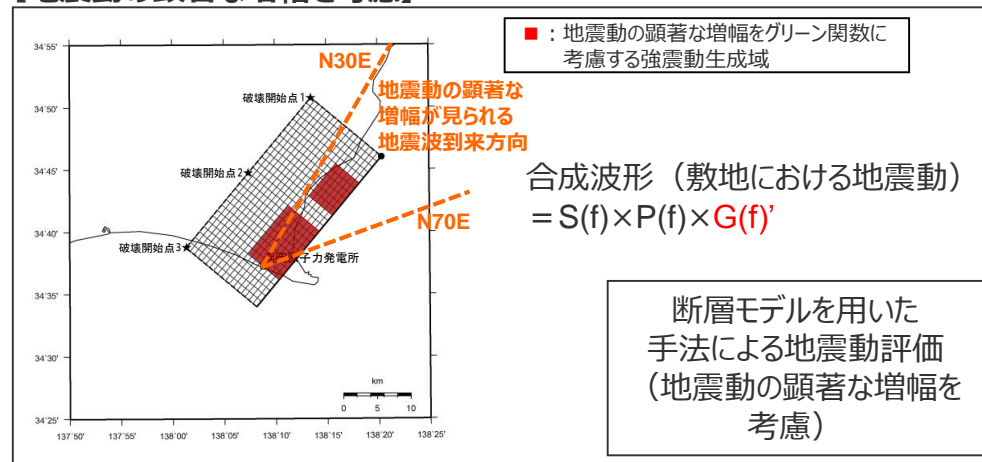 ■：地震動の顕著な増幅をグリーン関数に
考慮する強震動生成域
34˚55'
34˚50'
34˚45'
34˚40'
34˚35'
34˚30'
34˚25'
N30E
地震動の顕著な
増幅が見られる
地震波到来方向
破壊開始点1
破壊開始点2
破壊開始点3
N70E
子力発電所
km
0 5 10
137˚50' 137˚55' 138˚00' 138˚05' 138˚10' 138˚15' 138˚20' 138˚25'
合成波形（敷地における地震動）
＝S(f)×P(f)×G(f)’
断層モデルを用いた
手法による地震動評価
（地震動の顕著な増幅を
考慮）